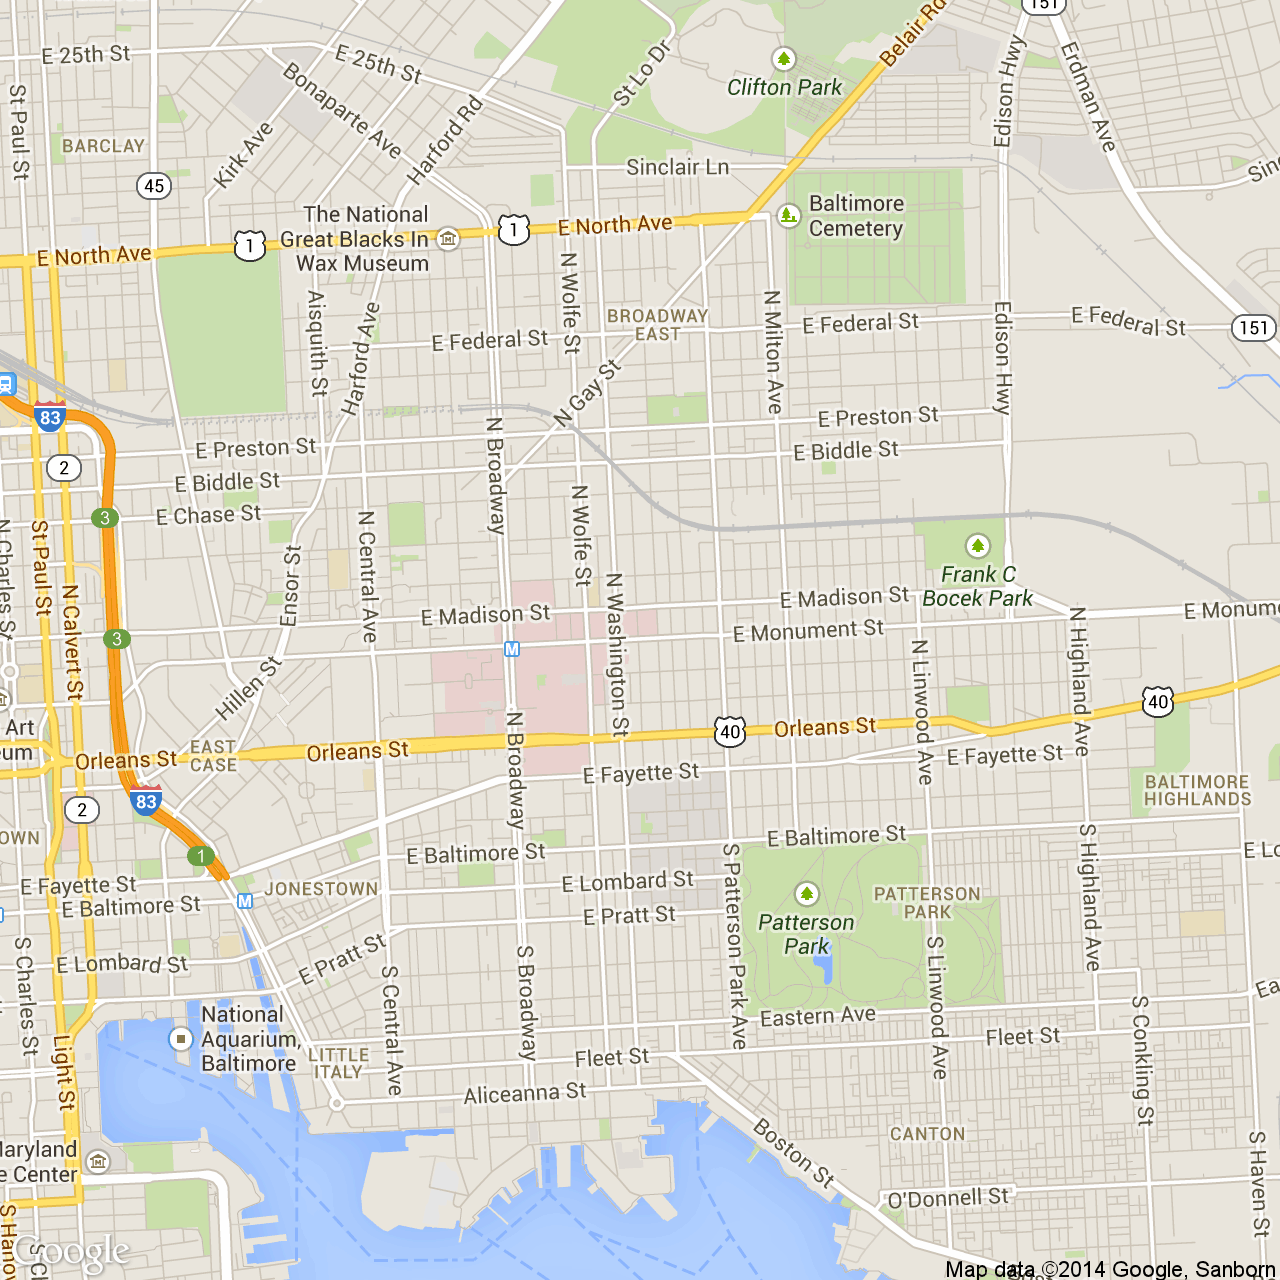 151
Belair Rd
E 25th St
E 25th St
St Lo Dr
Edison Hwy
Erdman Ave
Clifton Park
Bonaparte Ave
Harford Rd
St Paul St
BARCLAY
Kirk Ave
Sinclair Ln
45
The National
Great Blacks In
Wax Museum
1
E North Ave
Baltimore
Cemetery
1
E North Ave
N Wolfe St
Aisquith St
Harford Ave
BROADWAY
EAST
N Milton Ave
E Federal St
Edison Hwy
E Federal St
151
E Federal St
N Gay St
83
E Preston St
N Broadway
E Preston St
E Biddle St
2
E Biddle St
3
E Chase St
N Wolfe St
N Central Ave
Ensor St
St Paul St
N Charles St
N Calvert St
Frank C
Bocek Park
N Washington St
E Madison St
E Madison St
N Highland Ave
3
E Monument St
N Linwood Ave
M
Hillen St
Art
40
N Broadway
40
Orleans St
Orleans St
Orleans St
EAST
CASE
E Fayette St
E Fayette St
BALTIMORE
HIGHLANDS
83
2
E Baltimore St
E Baltimore St
S Patterson Park Ave
S Highland Ave
1
E Fayette St
JONESTOWN
E Lombard St
E Baltimore St
M
E Pratt St
Patterson
Park
PATTERSON
PARK
E Pratt St
S Linwood Ave
E Lombard St
S Charles St
S Central Ave
S Broadway
National
Aquarium,
Baltimore
Eastern Ave
Fleet St
S Conkling St
Light St
LITTLE
ITALY
Fleet St
Aliceanna St
Boston St
CANTON
Maryland
Center
S Haven St
O'Donnell St
Google
Map data ©2014 Google, Sanborn